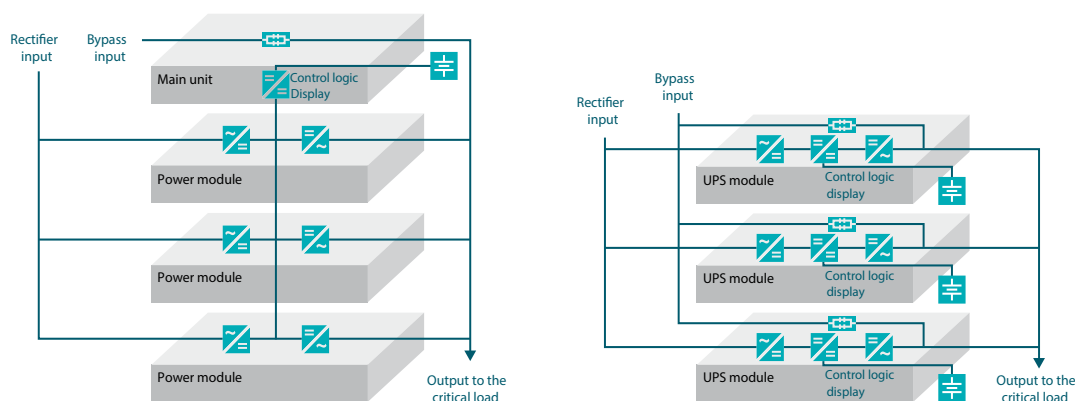 Rectifier
input
Bypass
input
Main unit
Control logic
Display
Power module
Power module
Power module
Output to the
critical load
Rectifier
input
Bypass
input
UPS module
Control logic
display
UPS module
Control logic
display
UPS module
Control logic
display
Output to the
critical load